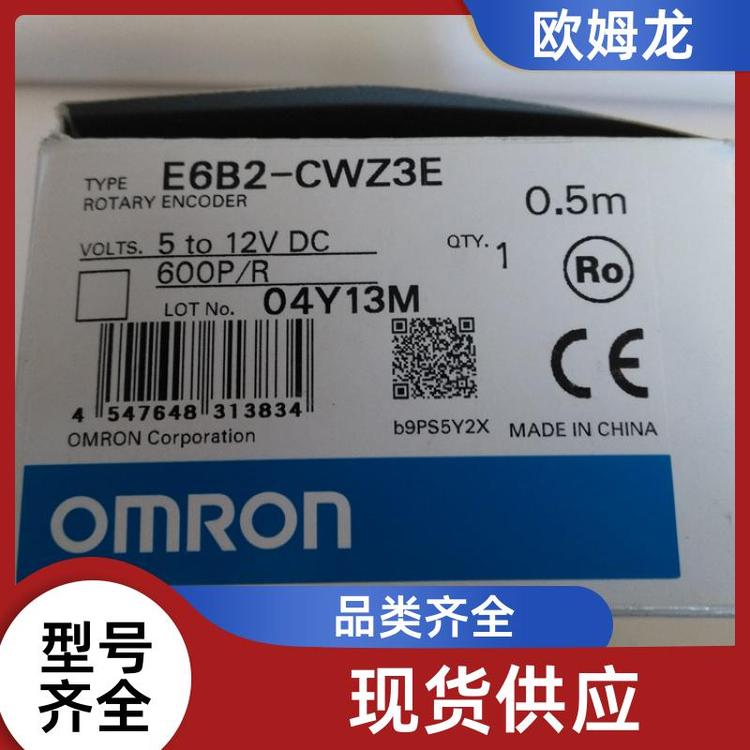 欧姆龙
TYPE E6B2-CWZ3E
ROTARY ENCODER
0.5m
VOLTS. 5 to 12V DC
QTY. 1
600P/R
Ro
LOT No. 04Y13M
CE
4 547648 313834
b9PS5Y2X
MADE IN CHINA
OMRON Corporation
OMRON
型号
齐全
品类齐全
现货供应